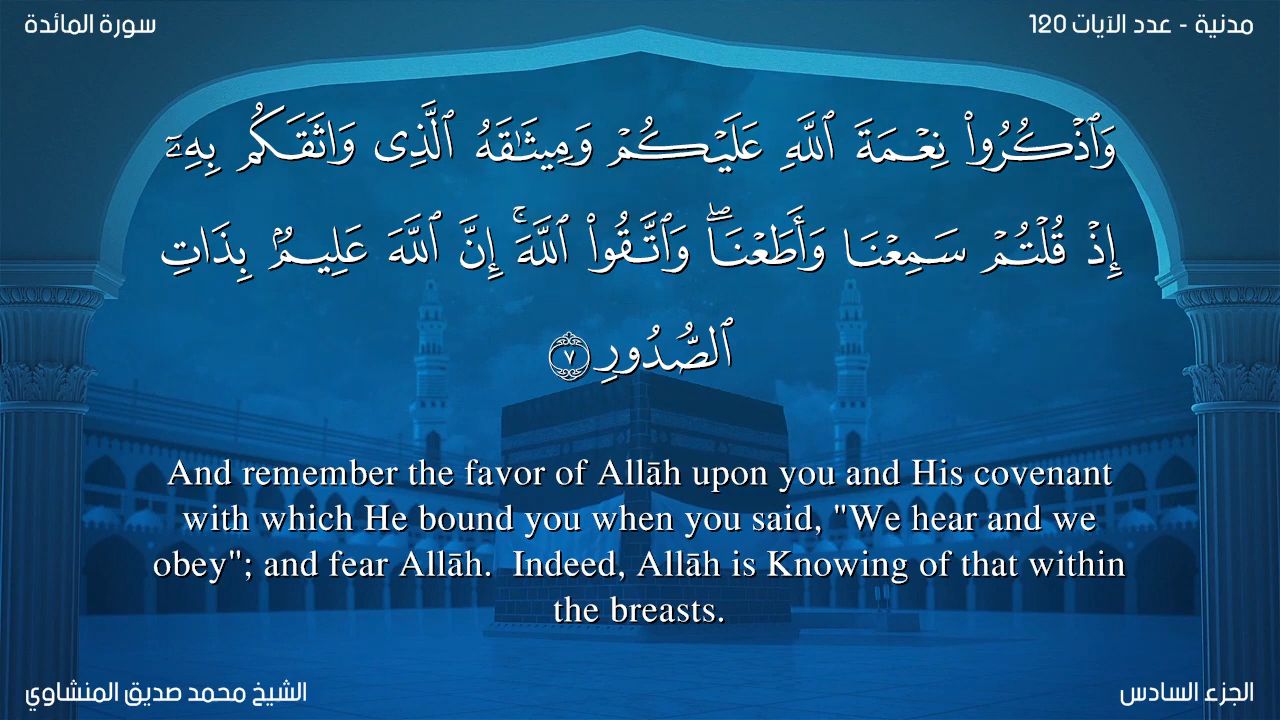 مدنية - عدد الآيات 120
سورة المائدة
وَٱذۡكُرُواْ نِعۡمَةَ ٱللَّهِ عَلَيۡكُمۡ وَمِيثَٰقَهُ ٱلَّذِى وَاثَقَكُم بِهِۦٓ
إِذۡ قُلۡتُمۡ سَمِعۡنَا وَأَطَعۡنَاۖ وَٱتَّقُواْ ٱللَّهَۚ إِنَّ ٱللَّهَ عَلِيمُۢ بِذَاتِ
ٱلصُّدُورِ ٧
And remember the favor of Allāh upon you and His covenant
with which He bound you when you said, "We hear and we
obey"; and fear Allāh.  Indeed, Allāh is Knowing of that within
the breasts.
الجزء السادس
الشيخ محمد صديق المنشاوي